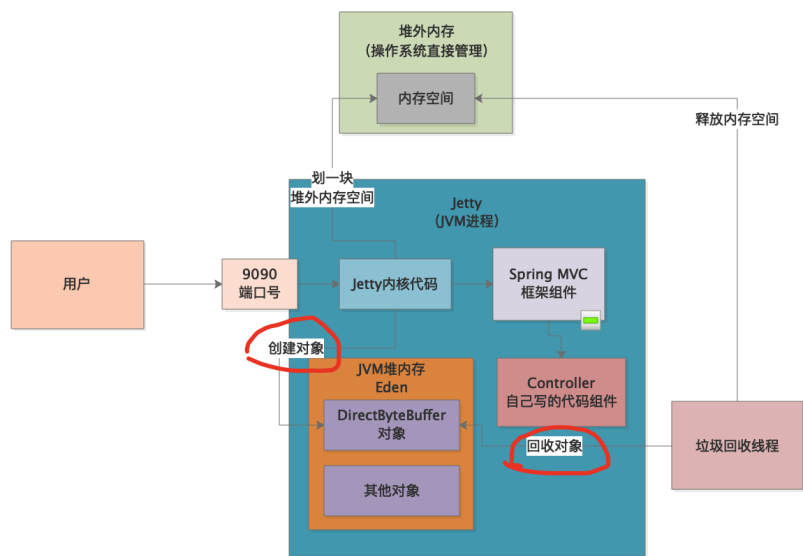 堆外内存
（操作系统直接管理）
内存空间
释放内存空间
划一块
堆外内存空间
Jetty
（JVM进程）
用户
9090
端口号
Jetty内核代码
Spring MVC
框架组件
创建对象
JVM堆内存
Eden
Controller
自己写的代码组件
DirectByteBuffer
对象
回收对象
垃圾回收线程
其他对象